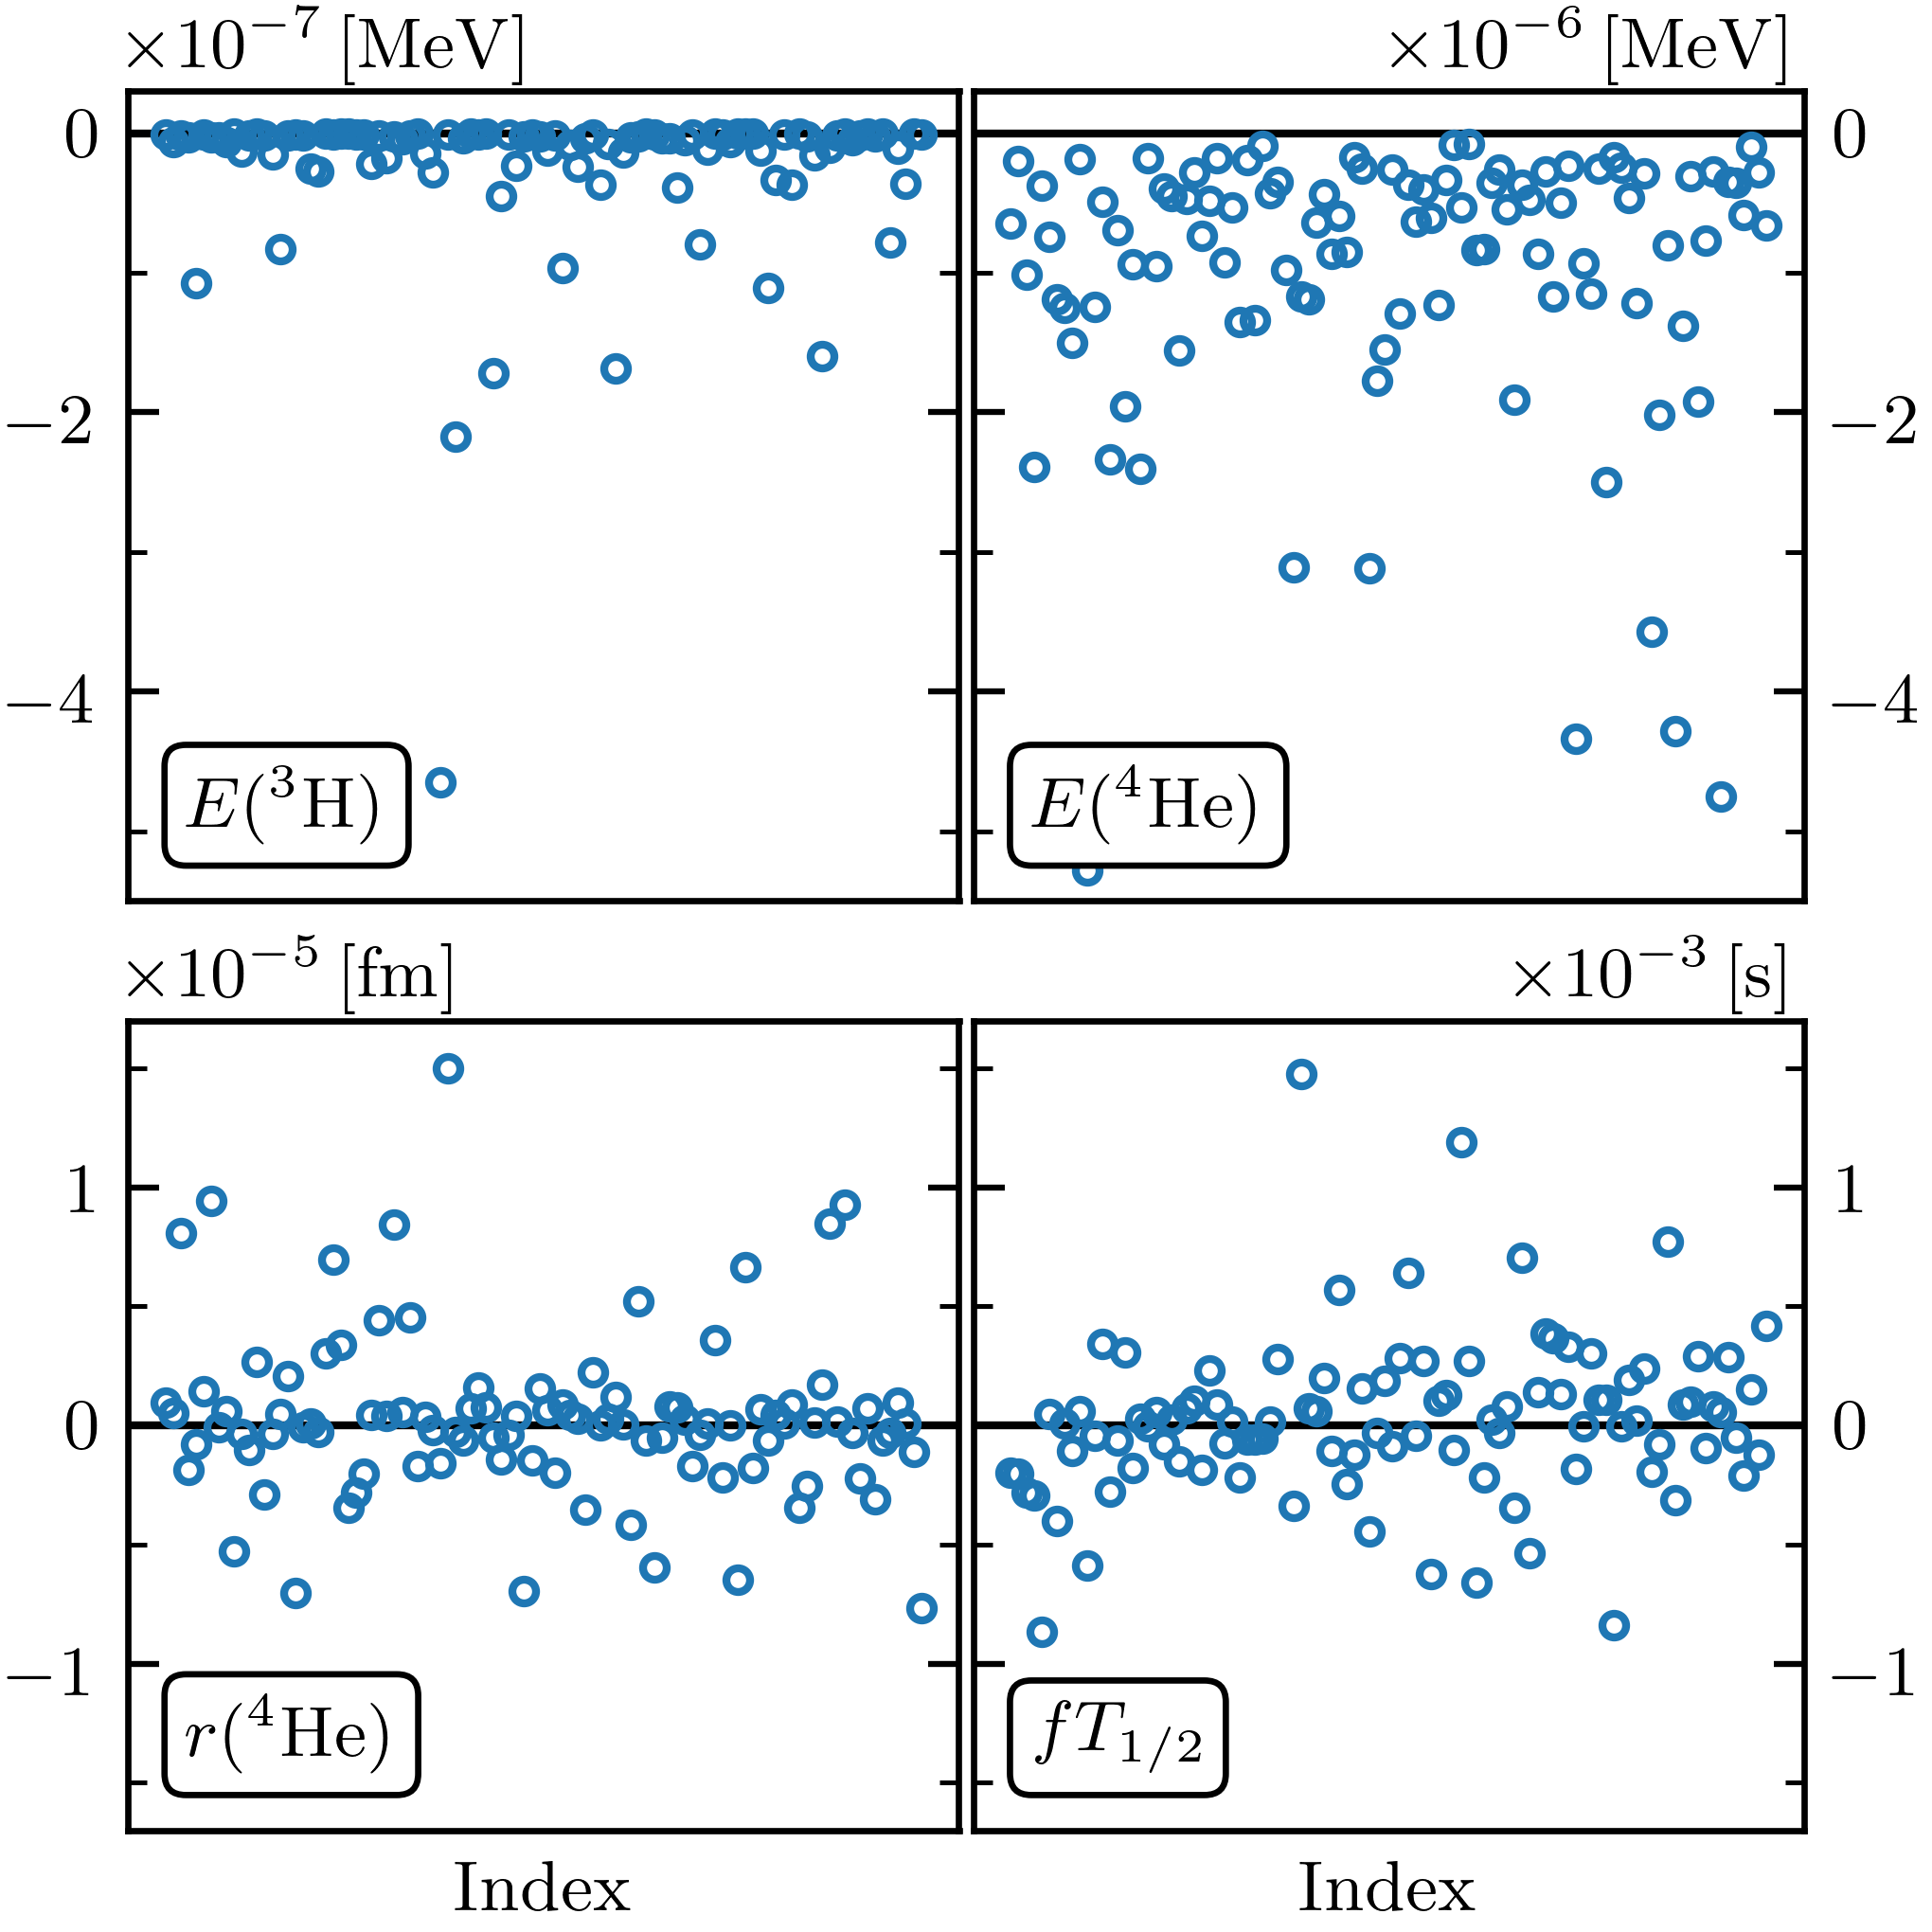 ×10⁻⁷ [MeV] ×10⁻⁶ [MeV]
0 0
−2 −2
−4 −4
E(³H) E(⁴He)
×10⁻⁵ [fm] ×10⁻³ [s]
1 1
0 0
−1 −1
r(⁴He) fT₁/₂
Index Index